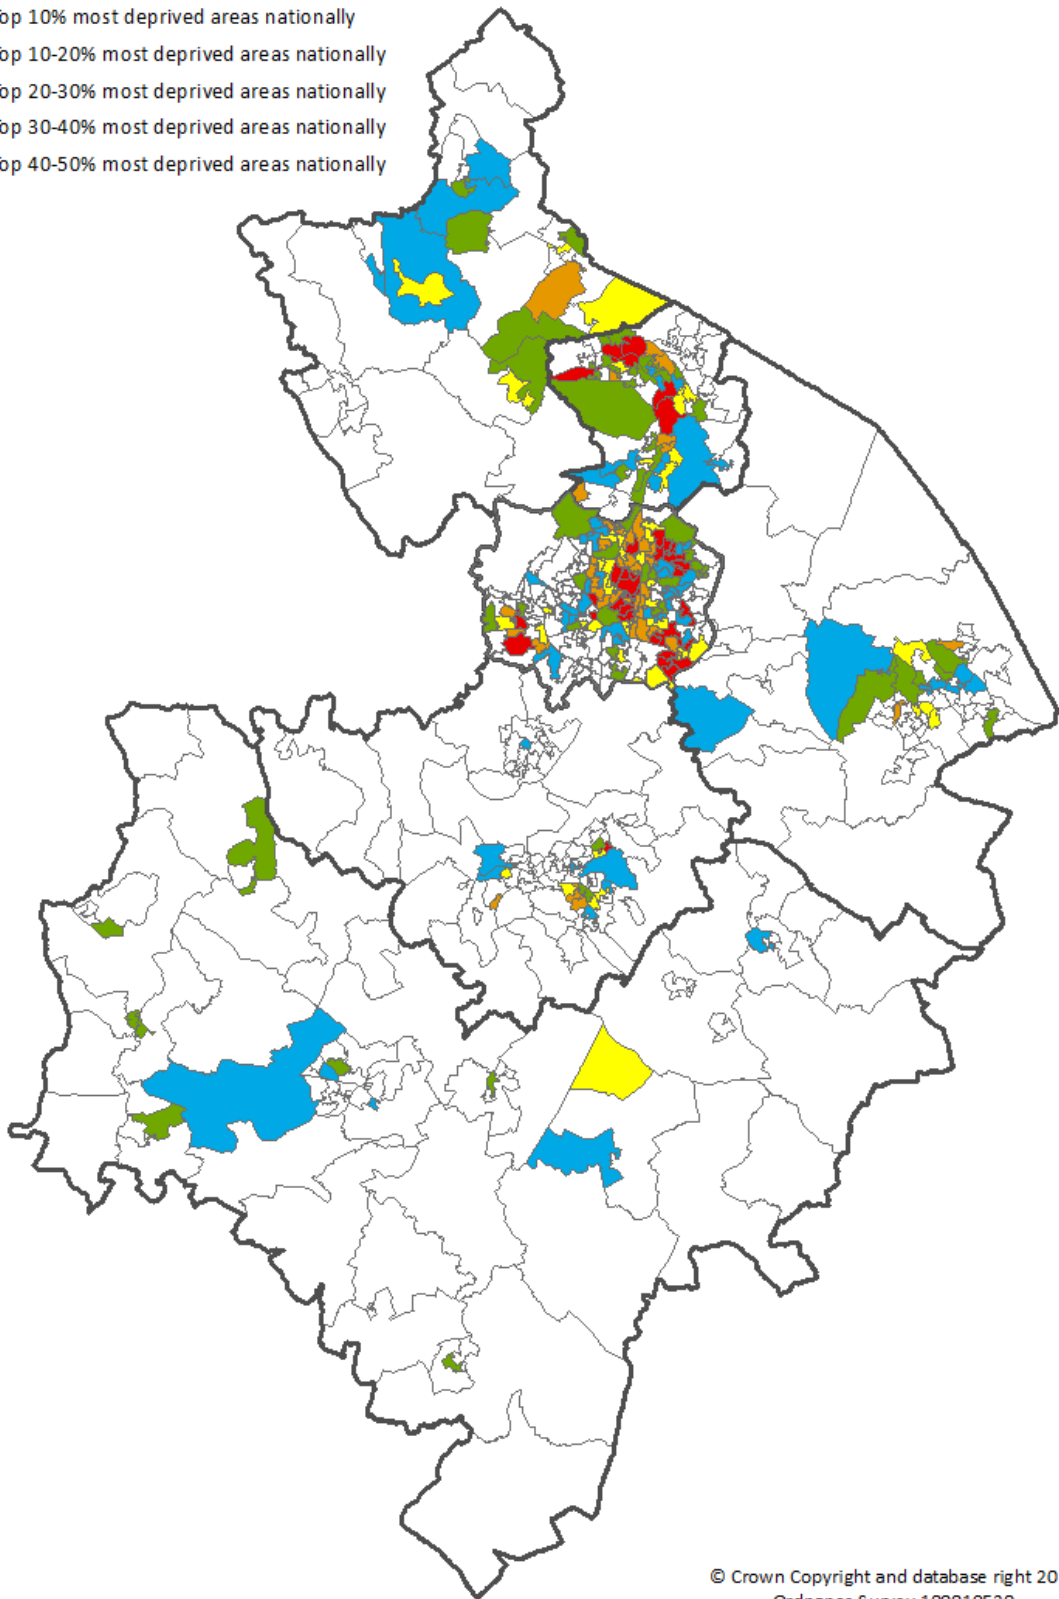 op 10% most deprived areas nationally
op 10-20% most deprived areas nationally
op 20-30% most deprived areas nationally
op 30-40% most deprived areas nationally
op 40-50% most deprived areas nationally
© Crown Copyright and database right 20
Ordnance Survey